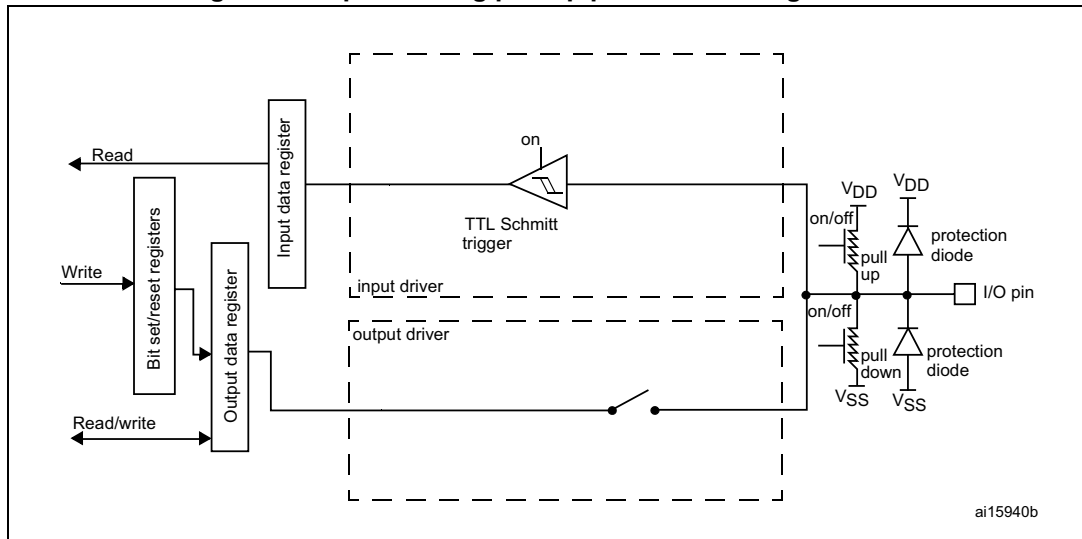 Read
Bit set/reset registers
Write
Read/write
Input data register
Output data register
on
TTL Schmitt
trigger
input driver
output driver
VDD
on/off
pull
up
VDD
protection
diode
I/O pin
on/off
pull
down
VSS
protection
diode
VSS
ai15940b